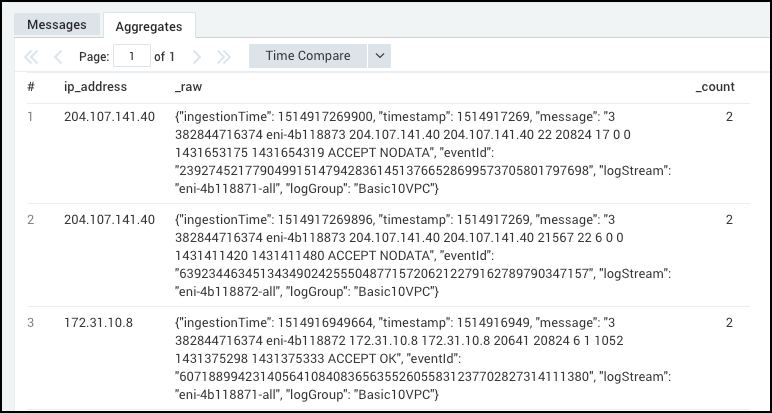 Messages Aggregates
Page: 1 of 1 Time Compare
# ip_address _raw _count
1 204.107.141.40 {"ingestionTime": 1514917269900, "timestamp": 1514917269, "message": "3 2
382844716374 eni-4b118873 204.107.141.40 204.107.141.40 22 20824 17 0 0
1431653175 1431654319 ACCEPT NODATA", "eventId":
"23927452177904991514794283614513766528699573705801797698", "logStream":
"eni-4b118871-all", "logGroup": "Basic10VPC"}
2 204.107.141.40 {"ingestionTime": 1514917269896, "timestamp": 1514917269, "message": "3 2
382844716374 eni-4b118873 204.107.141.40 204.107.141.40 21567 22 6 0 0
1431411420 1431411480 ACCEPT NODATA", "eventId":
"63923446345134349024255504877157206212279162789790347157", "logStream":
"eni-4b118872-all", "logGroup": "Basic10VPC"}
3 172.31.10.8 {"ingestionTime": 1514916949664, "timestamp": 1514916949, "message": "3 2
382844716374 eni-4b118872 172.31.10.8 172.31.10.8 20641 20824 6 1 1052
1431375298 1431375333 ACCEPT OK", "eventId":
"60718899423140564108408365635526055831237702827314111380", "logStream":
"eni-4b118871-all", "logGroup": "Basic10VPC"}